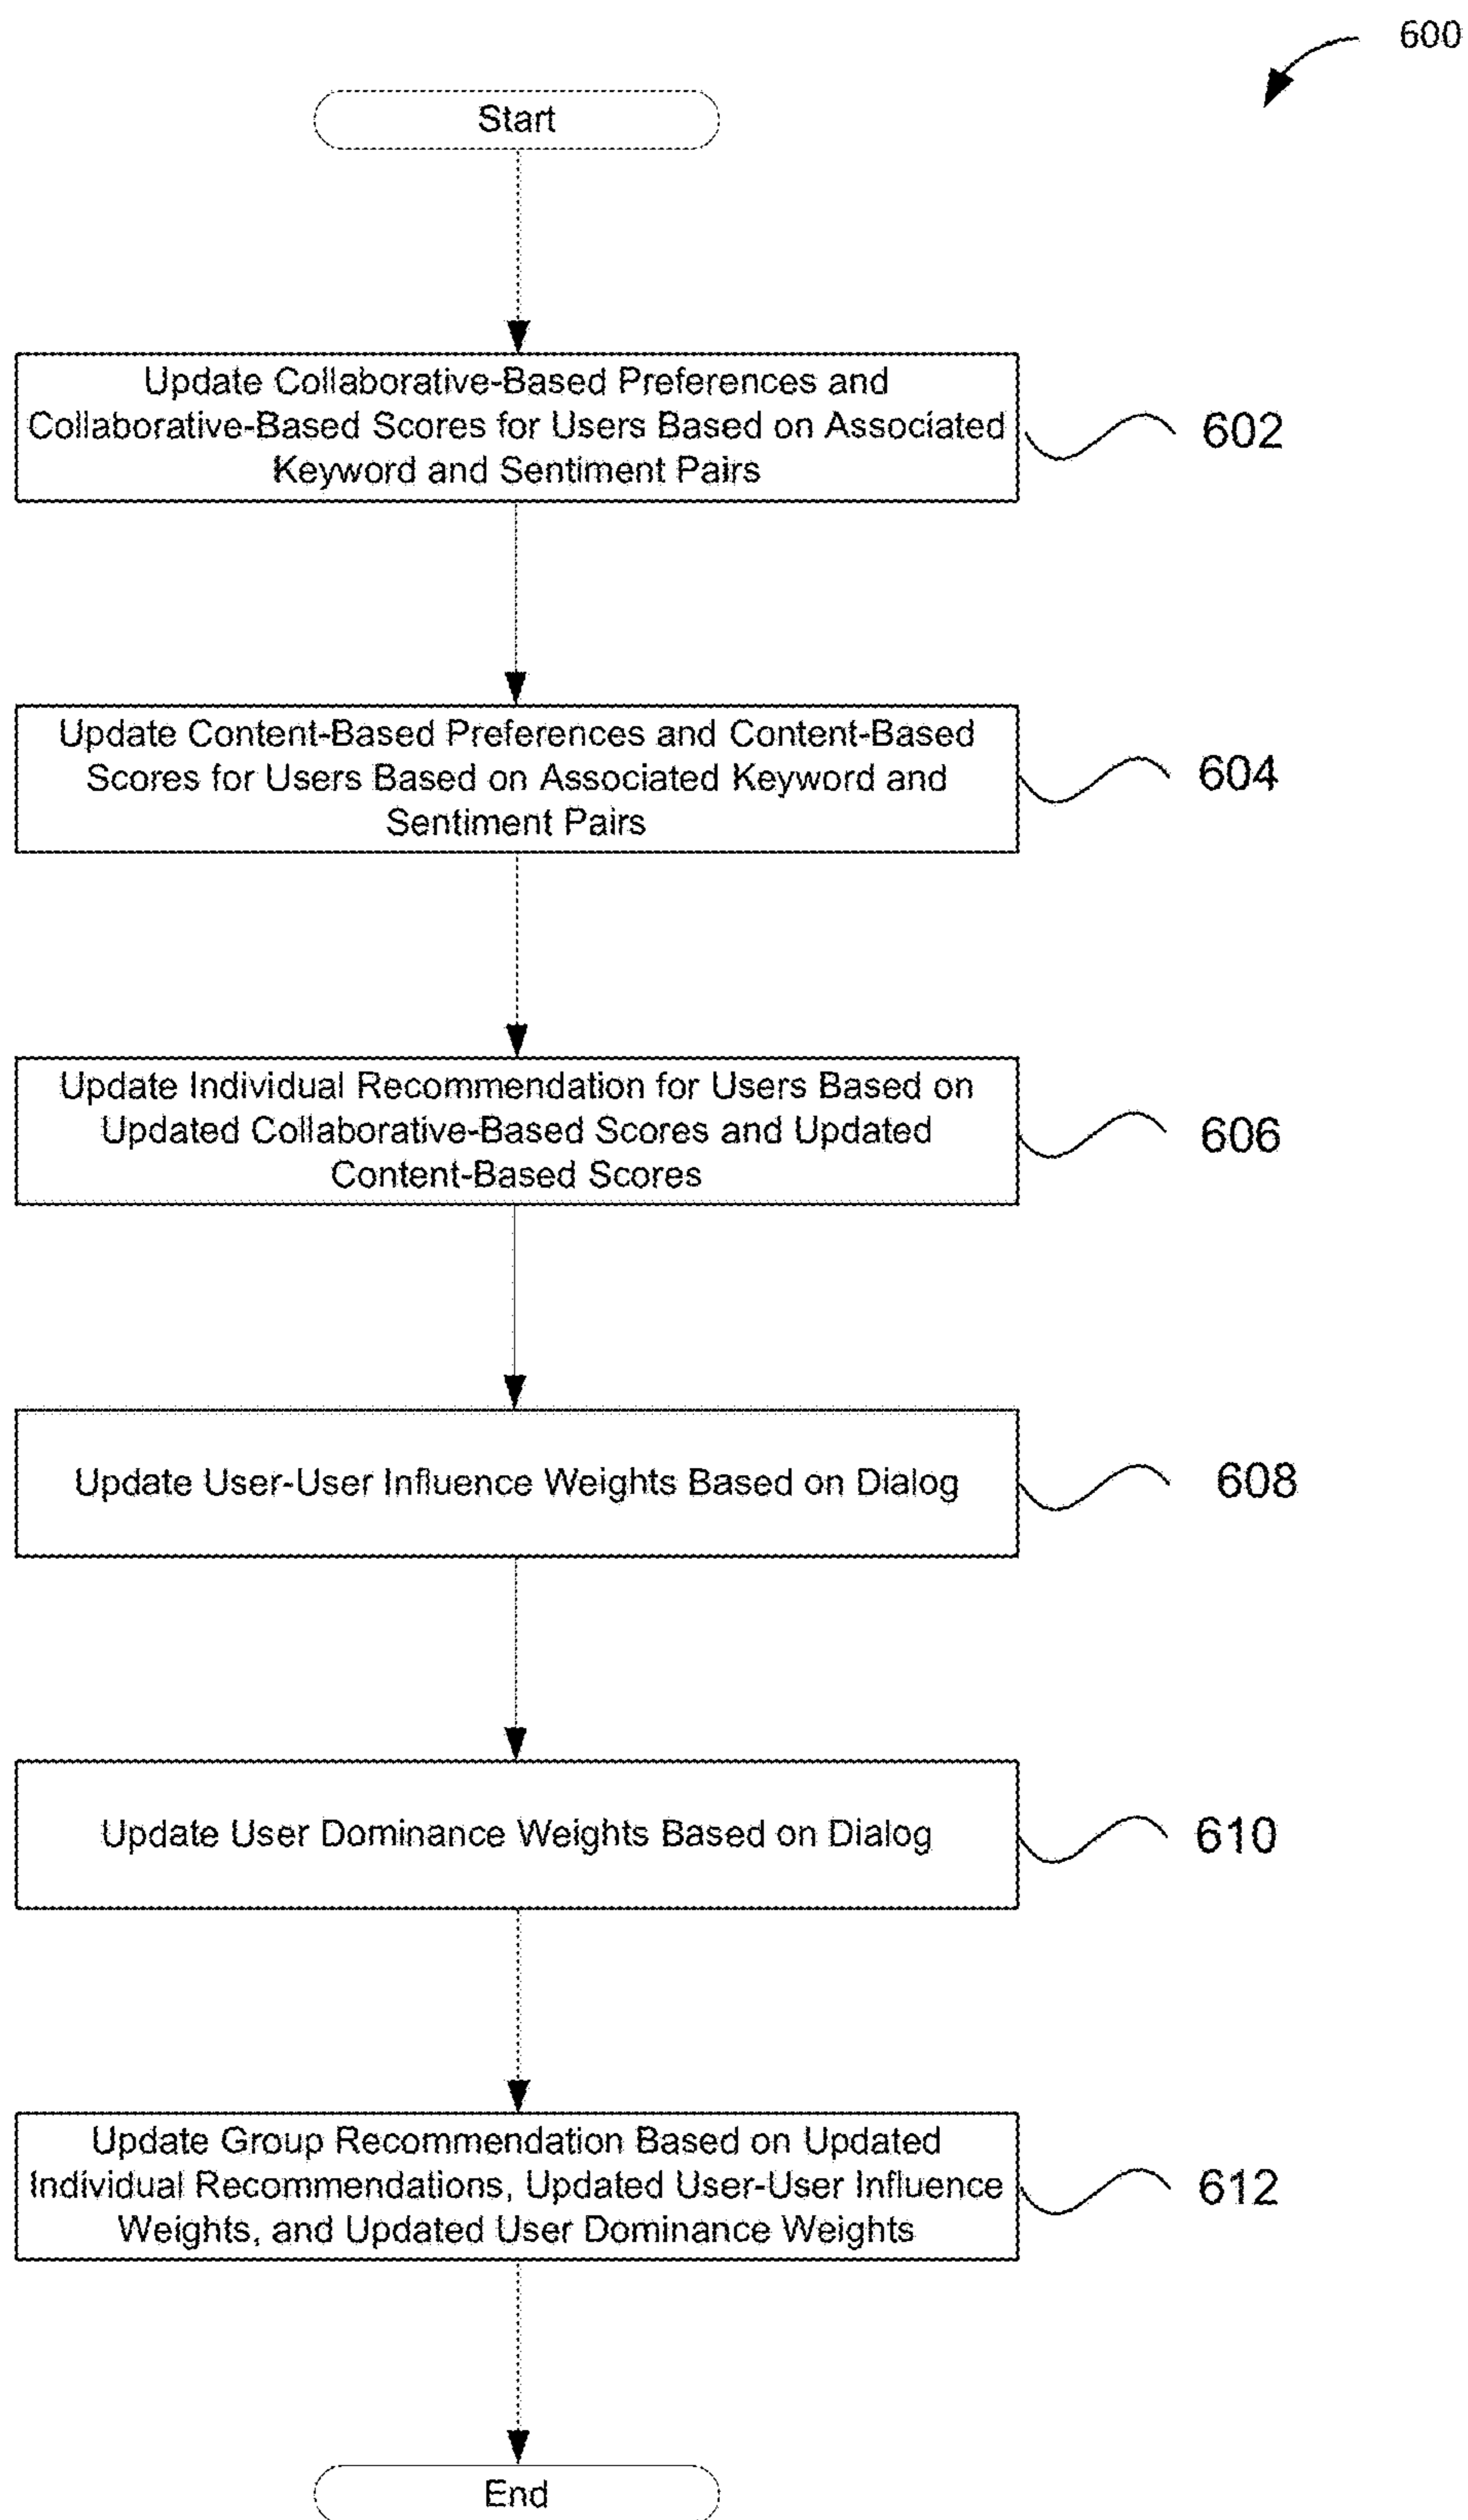 600
Start
Update Collaborative-Based Preferences and
Collaborative-Based Scores for Users Based on Associated
Keyword and Sentiment Pairs
602
Update Content-Based Preferences and Content-Based
Scores for Users Based on Associated Keyword and
Sentiment Pairs
604
Update Individual Recommendation for Users Based on
Updated Collaborative-Based Scores and Updated
Content-Based Scores
606
Update User-User Influence Weights Based on Dialog
608
Update User Dominance Weights Based on Dialog
610
Update Group Recommendation Based on Updated
Individual Recommendations, Updated User-User Influence
Weights, and Updated User Dominance Weights
612
End